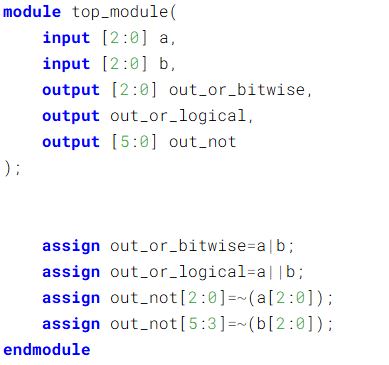 module top_module(
    input [2:0] a,
    input [2:0] b,
    output [2:0] out_or_bitwise,
    output out_or_logical,
    output [5:0] out_not
);
    assign out_or_bitwise=a|b;
    assign out_or_logical=a||b;
    assign out_not[2:0]=~(a[2:0]);
    assign out_not[5:3]=~(b[2:0]);
endmodule